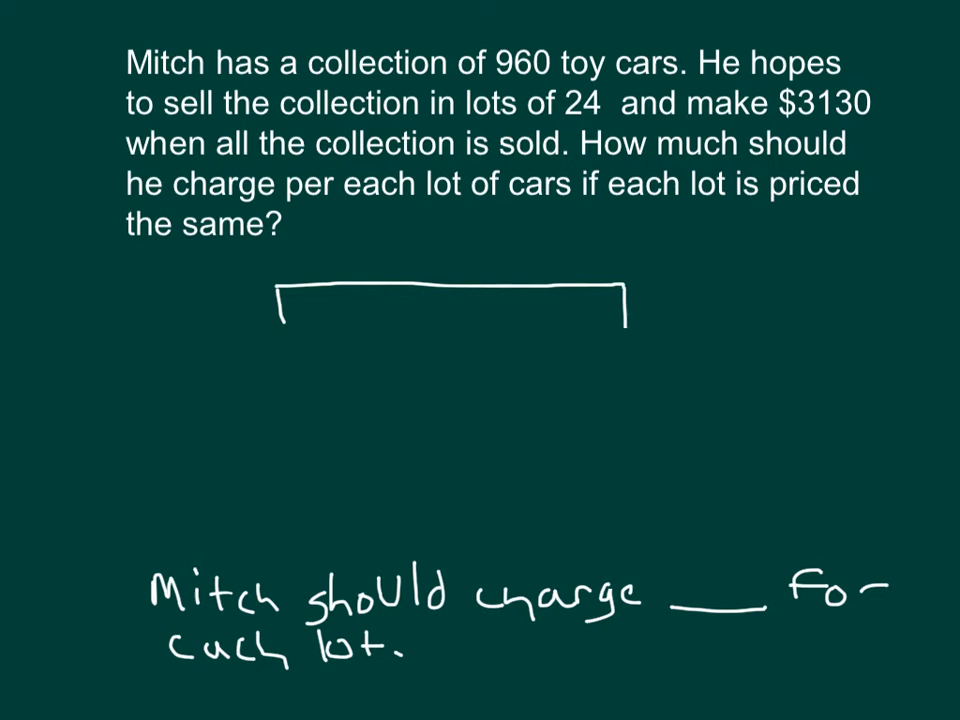 Mitch has a collection of 960 toy cars. He hopes
to sell the collection in lots of 24 and make $3130
when all the collection is sold. How much should
he charge per each lot of cars if each lot is priced
the same?
Mitch should charge ___ For
each lot.